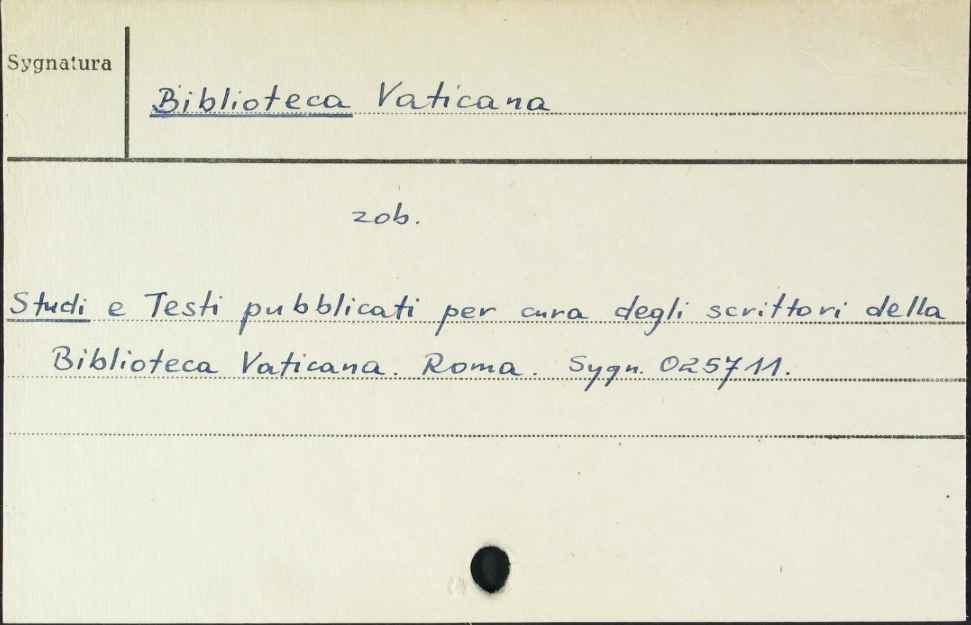 Sygnatura
Biblioteca Vaticana
zob.
Studi e Testi pubblicati per cura degli scrittori della
Biblioteca Vaticana. Roma. Sygn. 025711.